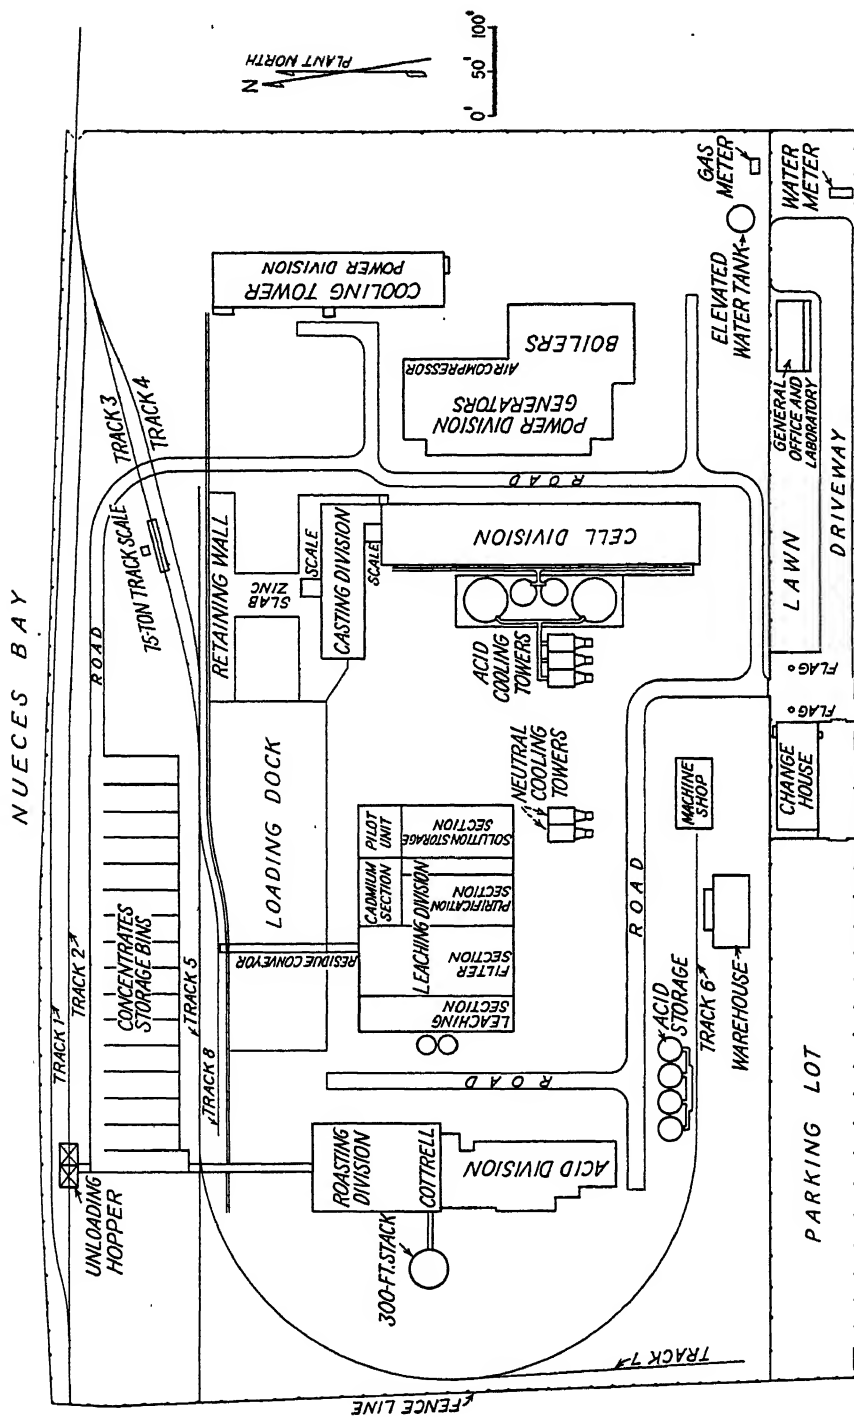 NUECES BAY
N
PLANT NORTH
0' 50' 100'
TRACK 1
TRACK 2
UNLOADING
HOPPER
CONCENTRATES
STORAGE BINS
ROAD
75-TON TRACK SCALE
TRACK 3
TRACK 4
TRACK 5
TRACK 8
RETAINING WALL
LOADING DOCK
SLAB
ZINC
SCALE
CASTING DIVISION
SCALE
COOLING TOWER
POWER DIVISION
ROASTING
DIVISION
COTTRELL
ACID DIVISION
300-FT. STACK
ROAD
RESIDUE CONVEYOR
LEACHING
SECTION
LEACHING DIVISION
FILTER
SECTION
CADMIUM
SECTION
PURIFICATION
SECTION
PILOT
UNIT
SOLUTION STORAGE
SECTION
NEUTRAL
COOLING
TOWERS
ACID
COOLING
TOWERS
CELL DIVISION
ROAD
POWER DIVISION
GENERATORS
AIR COMPRESSOR
BOILERS
ROAD
ACID
STORAGE
TRACK 6
WAREHOUSE
MACHINE
SHOP
TRACK 7
FENCE LINE
ELEVATED
WATER TANK
GAS
METER
WATER
METER
PARKING LOT
CHANGE
HOUSE
FLAG
FLAG
LAWN
GENERAL
OFFICE AND
LABORATORY
DRIVEWAY